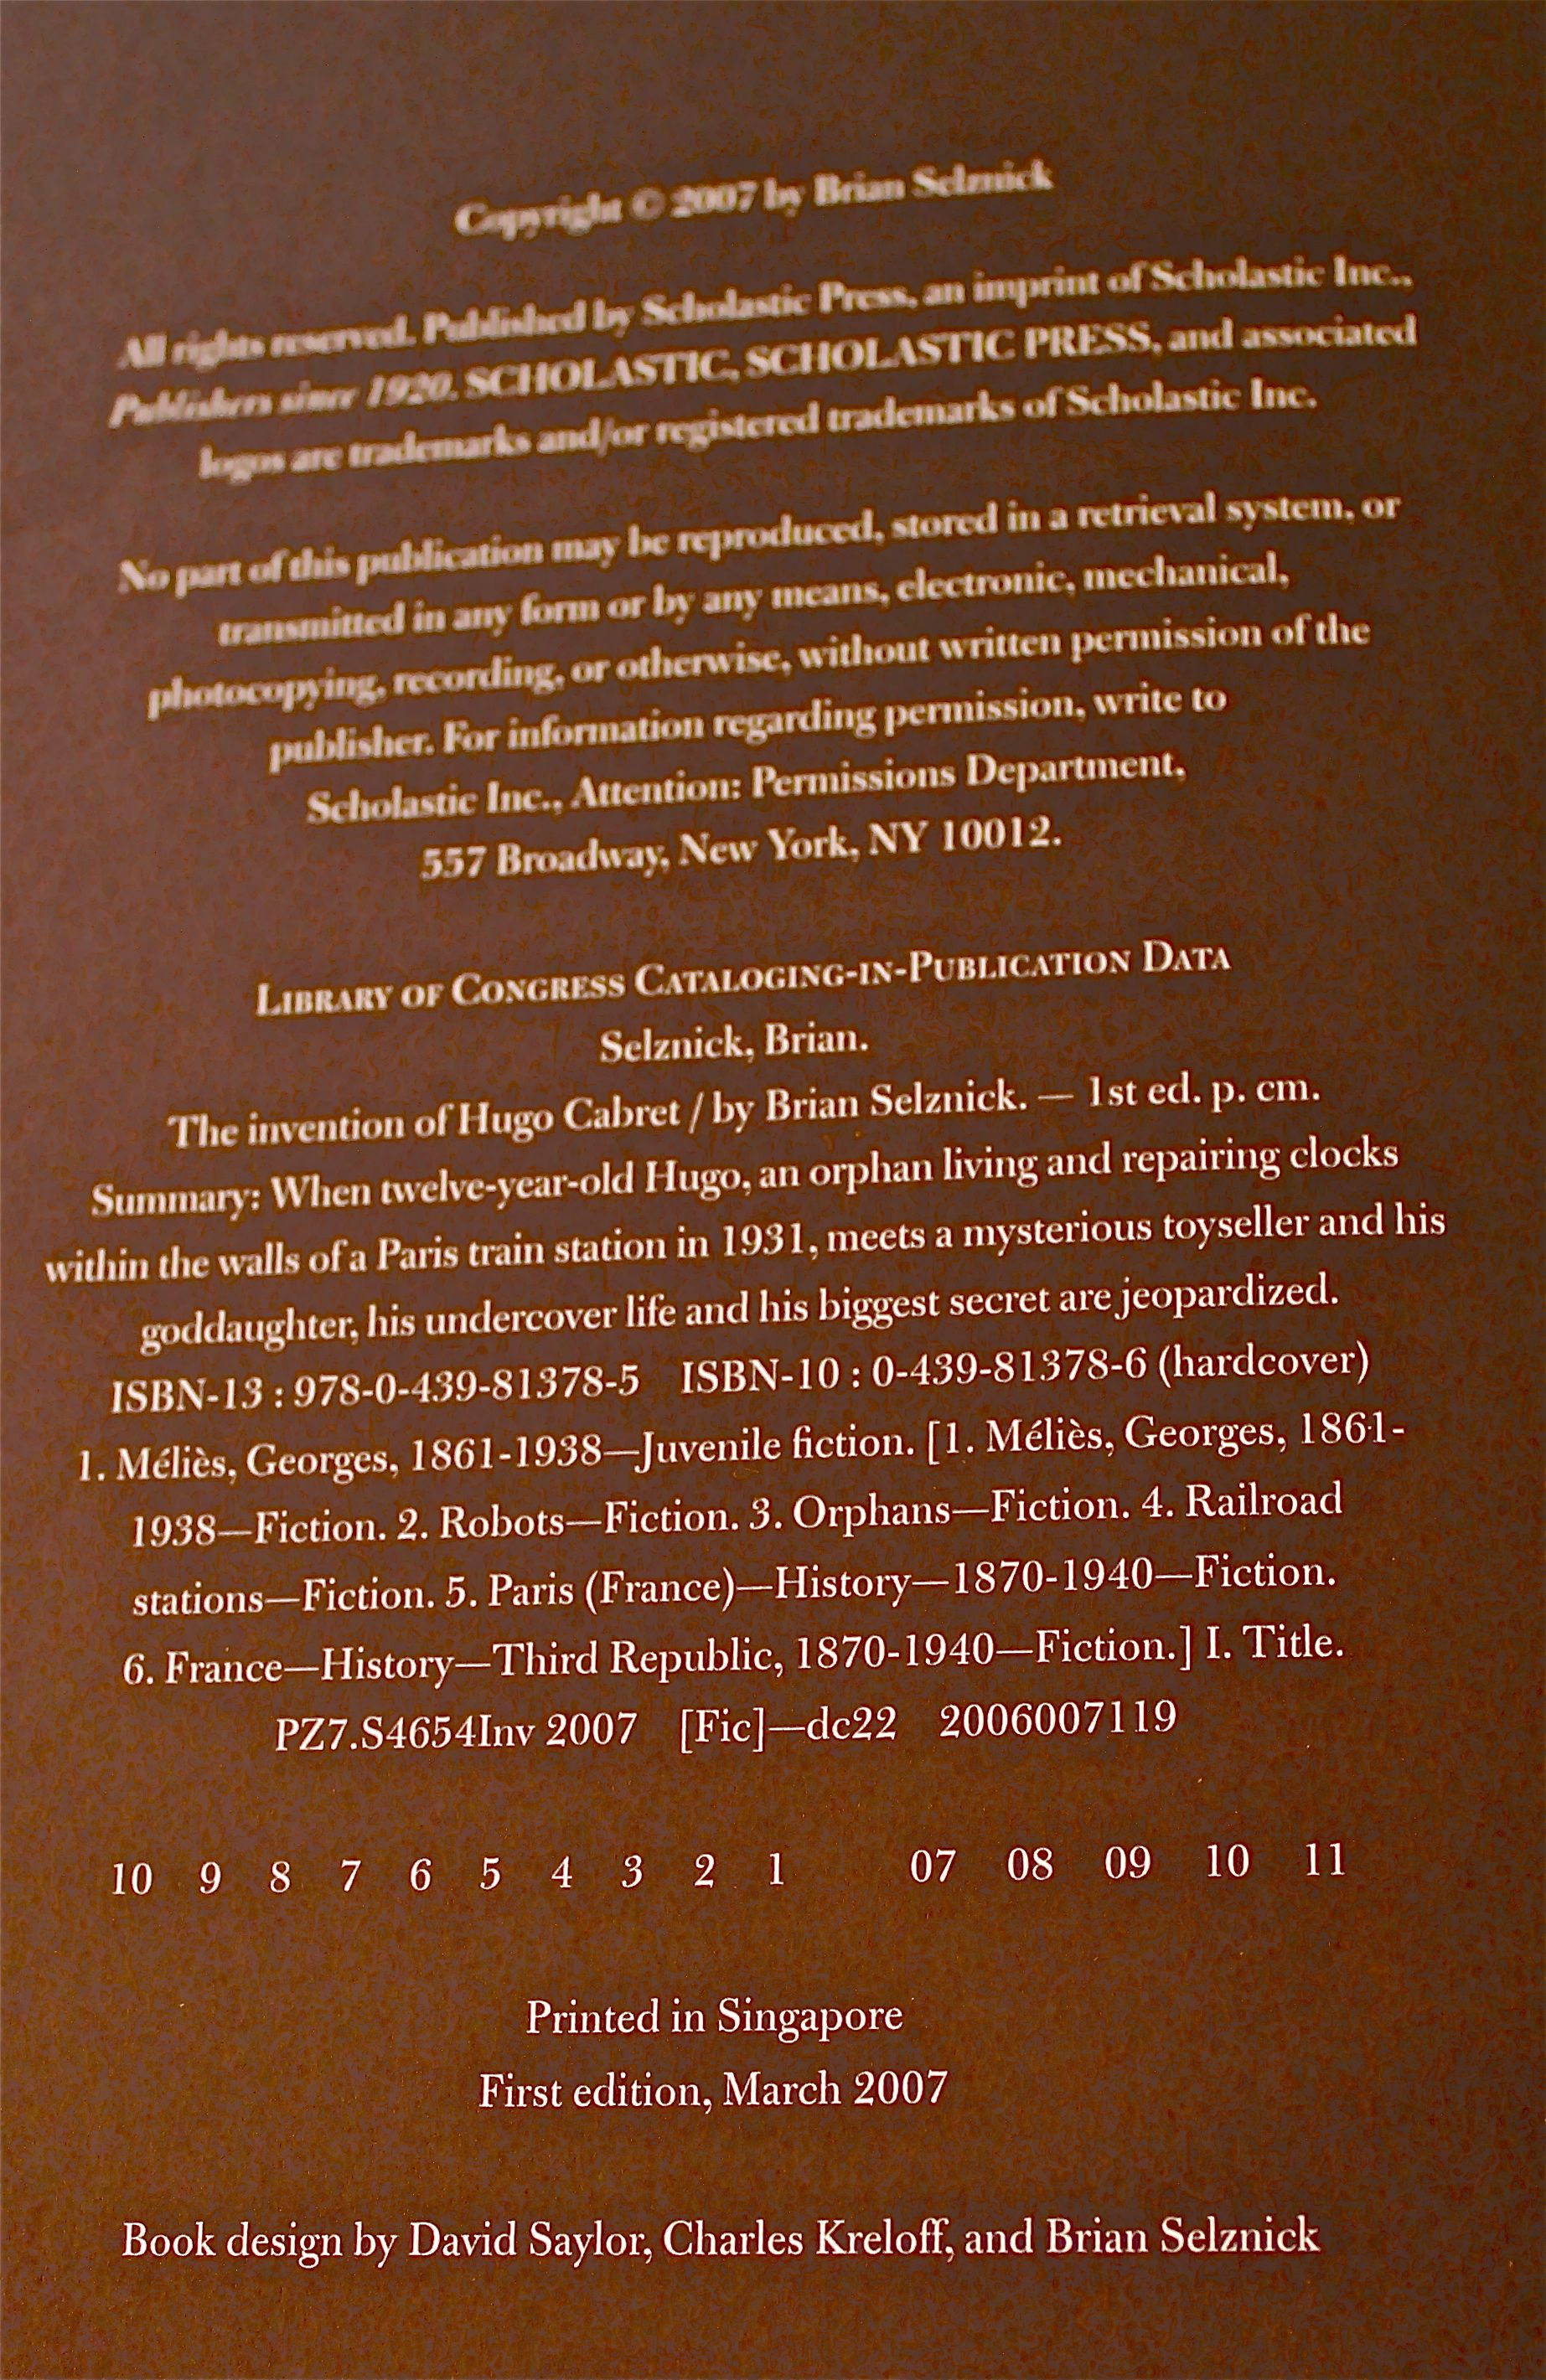 Copyright © 2007 by Brian Selznick
All rights reserved. Published by Scholastic Press, an imprint of Scholastic Inc.,
Publishers since 1920. SCHOLASTIC, SCHOLASTIC PRESS, and associated
logos are trademarks and/or registered trademarks of Scholastic Inc.
No part of this publication may be reproduced, stored in a retrieval system, or
transmitted in any form or by any means, electronic, mechanical,
photocopying, recording, or otherwise, without written permission of the
publisher. For information regarding permission, write to
Scholastic Inc., Attention: Permissions Department,
557 Broadway, New York, NY 10012.
LIBRARY OF CONGRESS CATALOGING-IN-PUBLICATION DATA
Selznick, Brian.
The invention of Hugo Cabret / by Brian Selznick. — 1st ed. p. cm.
Summary: When twelve-year-old Hugo, an orphan living and repairing clocks
within the walls of a Paris train station in 1931, meets a mysterious toyseller and his
goddaughter, his undercover life and his biggest secret are jeopardized.
ISBN-13 : 978-0-439-81378-5 ISBN-10 : 0-439-81378-6 (hardcover)
1. Méliès, Georges, 1861-1938—Juvenile fiction. [1. Méliès, Georges, 1861-
1938—Fiction. 2. Robots—Fiction. 3. Orphans—Fiction. 4. Railroad
stations—Fiction. 5. Paris (France)—History—1870-1940—Fiction.
6. France—History—Third Republic, 1870-1940—Fiction.] I. Title.
PZ7.S4654Inv 2007 [Fic]—dc22 2006007119
10 9 8 7 6 5 4 3 2 1 07 08 09 10 11
Printed in Singapore
First edition, March 2007
Book design by David Saylor, Charles Kreloff, and Brian Selznick